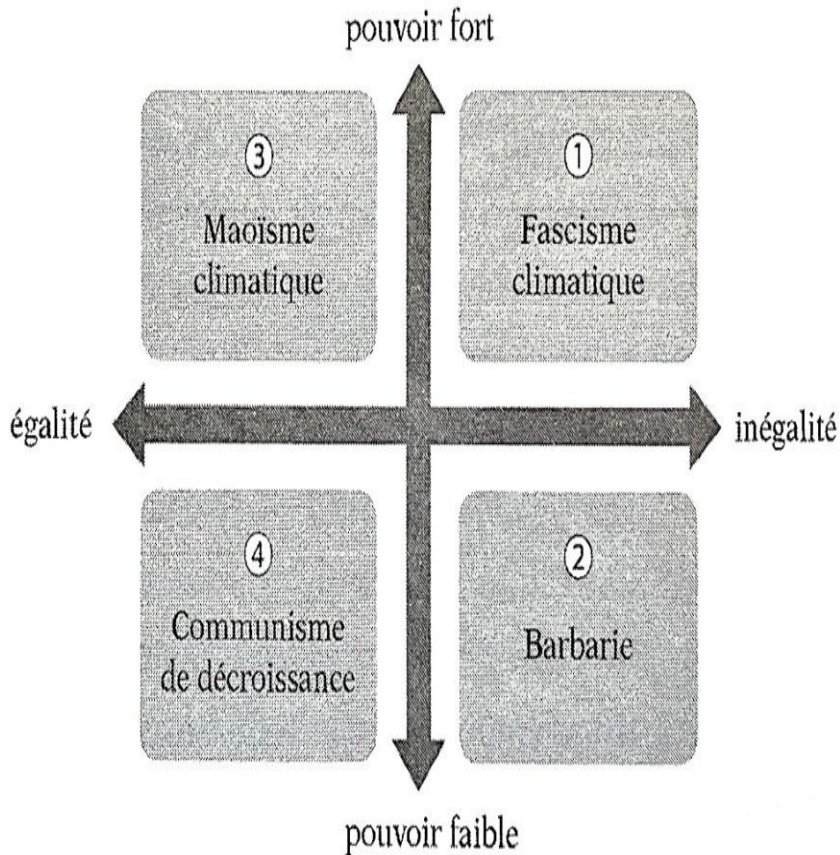 pouvoir fort
③
Maoïsme
climatique
①
Fascisme
climatique
égalité
inégalité
④
Communisme
de décroissance
②
Barbarie
pouvoir faible